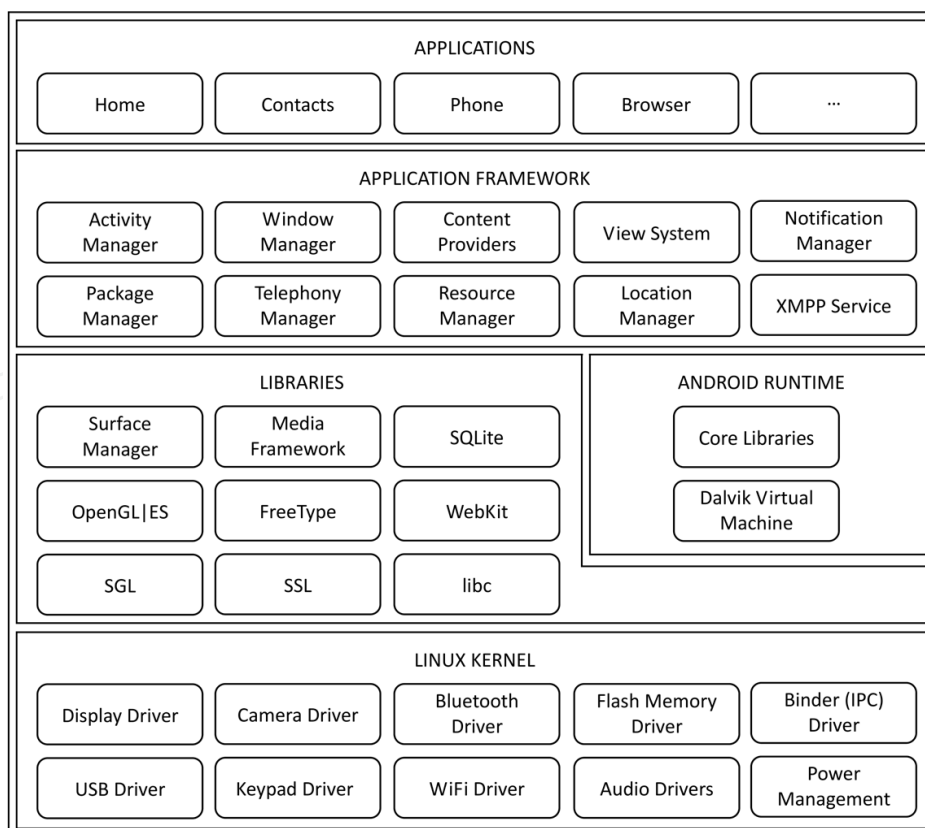 APPLICATIONS
Home
Contacts
Phone
Browser
...
APPLICATION FRAMEWORK
Activity
Manager
Window
Manager
Content
Providers
View System
Notification
Manager
Package
Manager
Telephony
Manager
Resource
Manager
Location
Manager
XMPP Service
LIBRARIES
Surface
Manager
Media
Framework
SQLite
OpenGL|ES
FreeType
WebKit
SGL
SSL
libc
ANDROID RUNTIME
Core Libraries
Dalvik Virtual
Machine
LINUX KERNEL
Display Driver
Camera Driver
Bluetooth
Driver
Flash Memory
Driver
Binder (IPC)
Driver
USB Driver
Keypad Driver
WiFi Driver
Audio Drivers
Power
Management